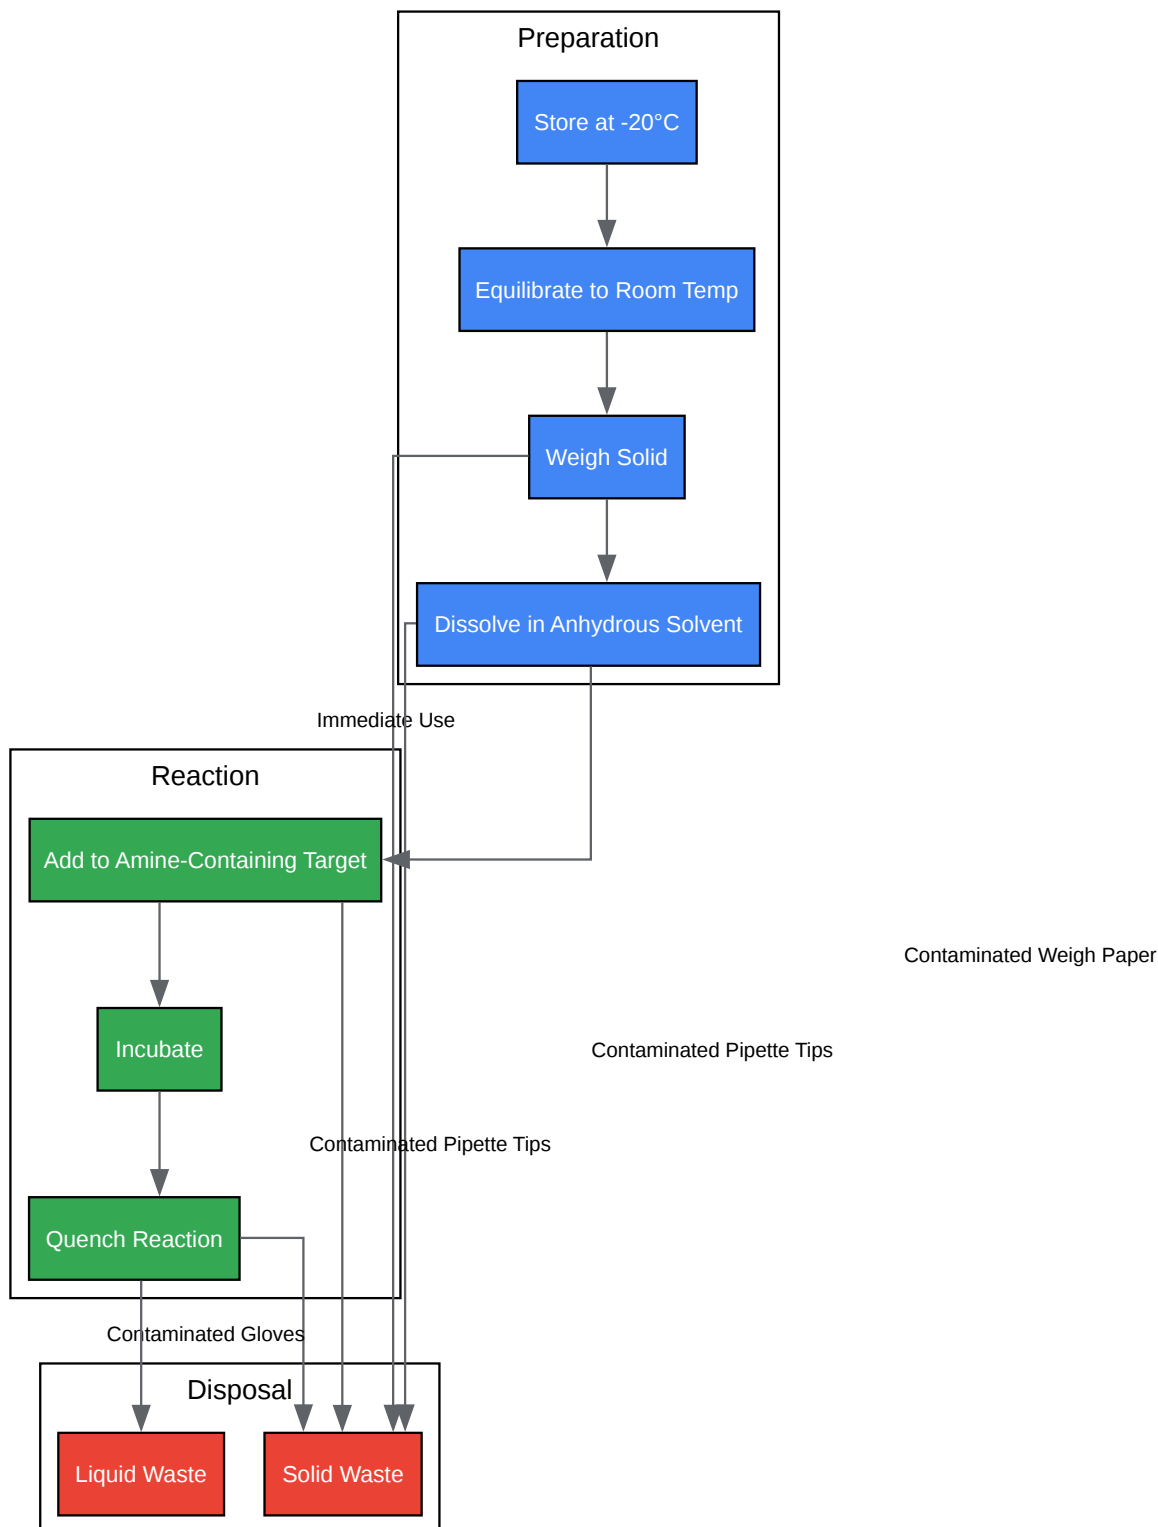 Preparation
Store at -20°C
Equilibrate to Room Temp
Weigh Solid
Dissolve in Anhydrous Solvent
Immediate Use
Reaction
Add to Amine-Containing Target
Contaminated Weigh Paper
Incubate
Contaminated Pipette Tips
Contaminated Pipette Tips
Quench Reaction
Contaminated Gloves
Disposal
Liquid Waste
Solid Waste